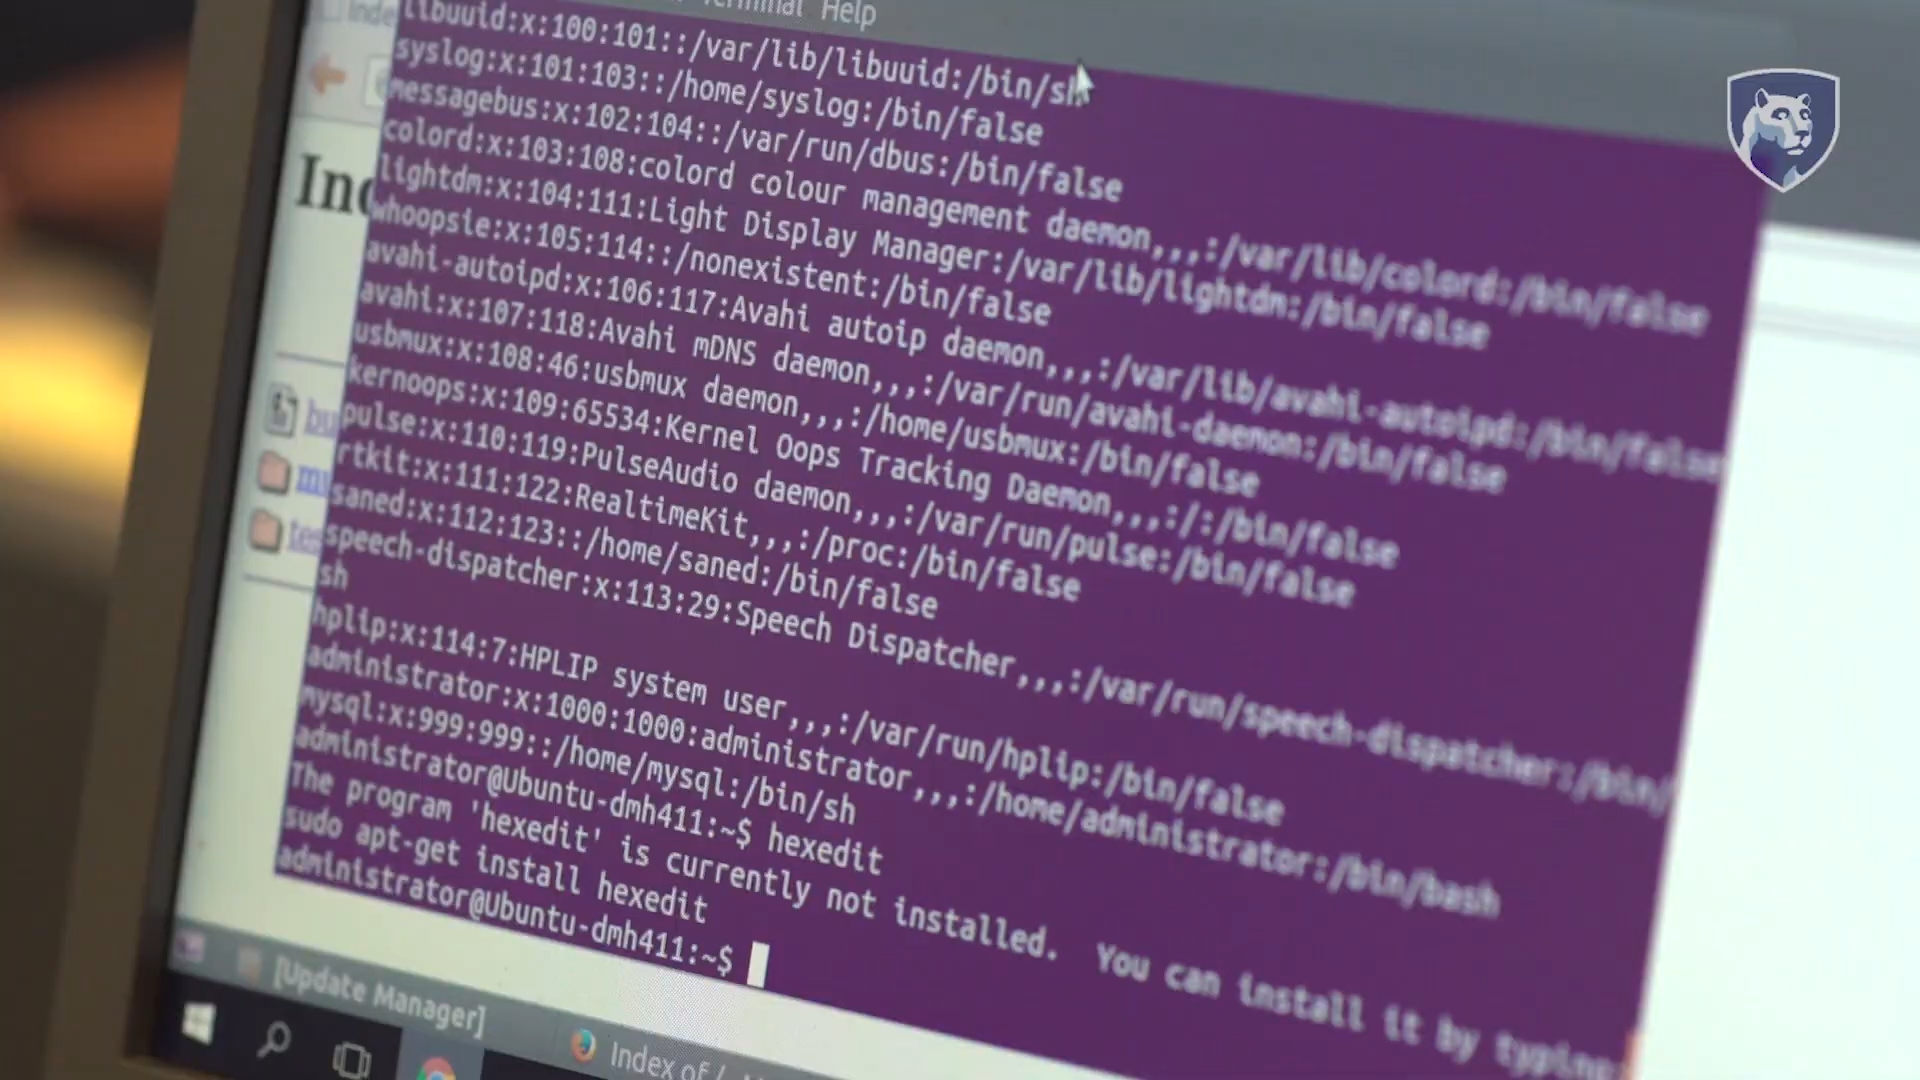 Terminal Help
libuuid:x:100:101::/var/lib/libuuid:/bin/sh
syslog:x:101:103::/home/syslog:/bin/false
messagebus:x:102:104::/var/run/dbus:/bin/false
colord:x:103:108:colord colour management daemon,,,:/var/lib/colord:/bin/false
lightdm:x:104:111:Light Display Manager:/var/lib/lightdm:/bin/false
whoopsie:x:105:114::/nonexistent:/bin/false
avahi-autoipd:x:106:117:Avahi autoip daemon,,,:/var/lib/avahi-autoipd:/bin/false
avahi:x:107:118:Avahi mDNS daemon,,,:/var/run/avahi-daemon:/bin/false
usbmux:x:108:46:usbmux daemon,,,:/home/usbmux:/bin/false
kernoops:x:109:65534:Kernel Oops Tracking Daemon,,,:/:/bin/false
pulse:x:110:119:PulseAudio daemon,,,:/var/run/pulse:/bin/false
rtkit:x:111:122:RealtimeKit,,,:/proc:/bin/false
saned:x:112:123::/home/saned:/bin/false
speech-dispatcher:x:113:29:Speech Dispatcher,,,:/var/run/speech-dispatcher:/bin/
sh
hplip:x:114:7:HPLIP system user,,,:/var/run/hplip:/bin/false
administrator:x:1000:1000:administrator,,,:/home/administrator:/bin/bash
mysql:x:999:999::/home/mysql:/bin/sh
administrator@Ubuntu-dmh411:~$ hexedit
The program 'hexedit' is currently not installed. You can install it by typing:
sudo apt-get install hexedit
administrator@Ubuntu-dmh411:~$
[Update Manager]
Index of /